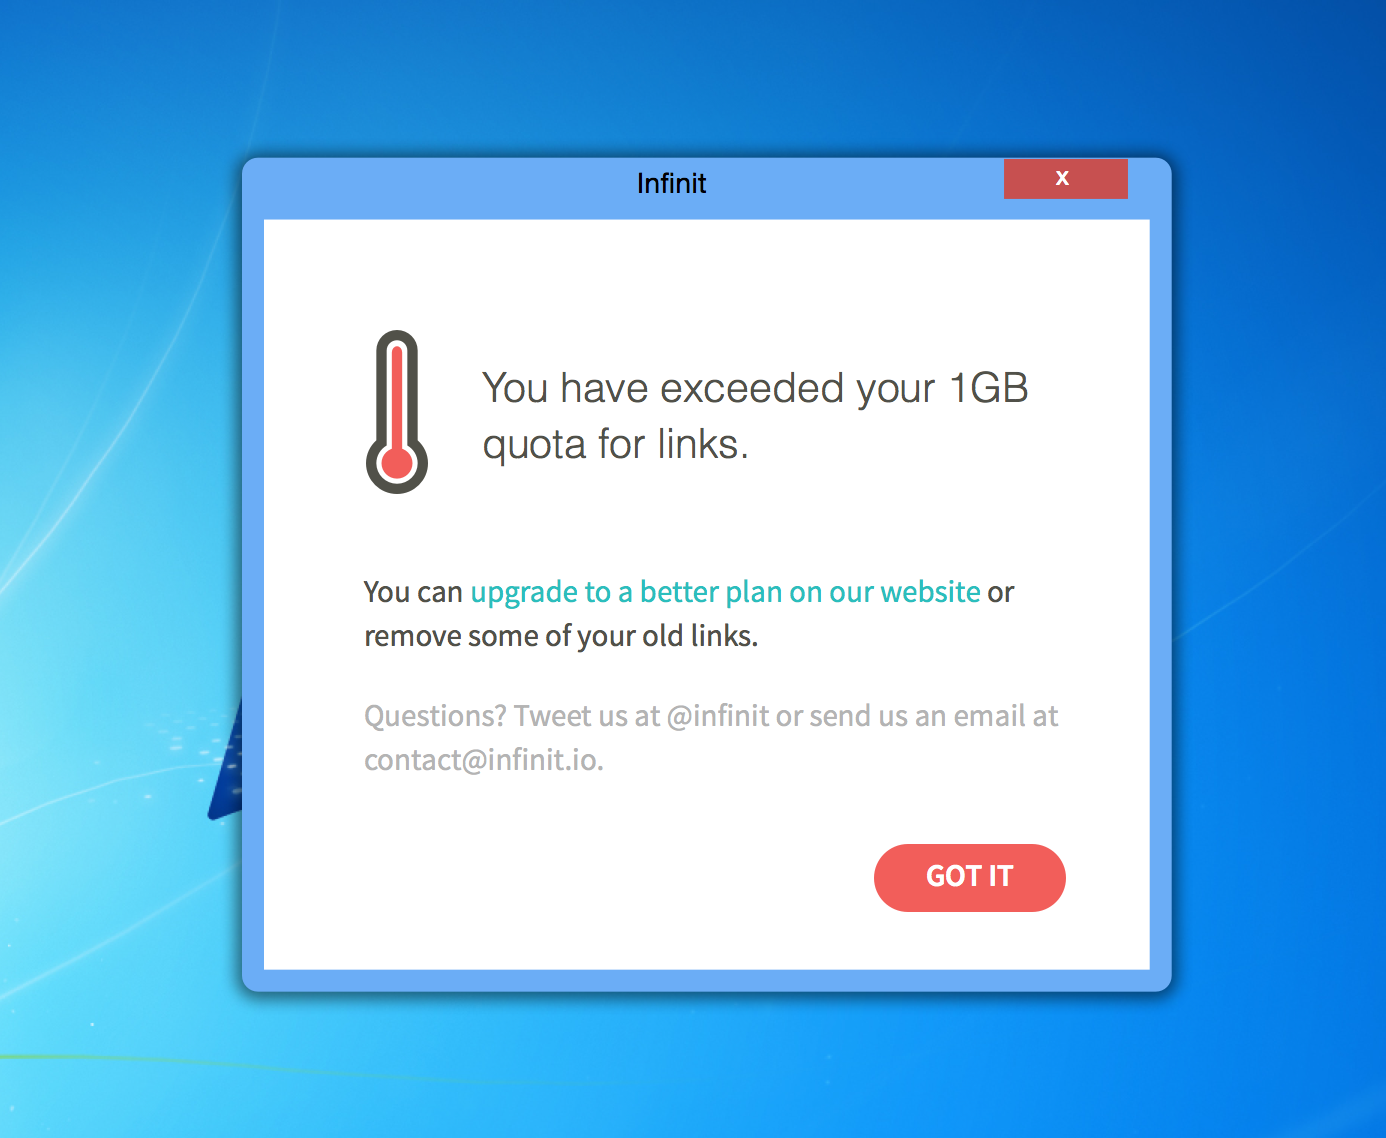 Infinit
x
You have exceeded your 1GB
quota for links.
You can upgrade to a better plan on our website or
remove some of your old links.
Questions? Tweet us at @infinit or send us an email at
contact@infinit.io.
GOT IT